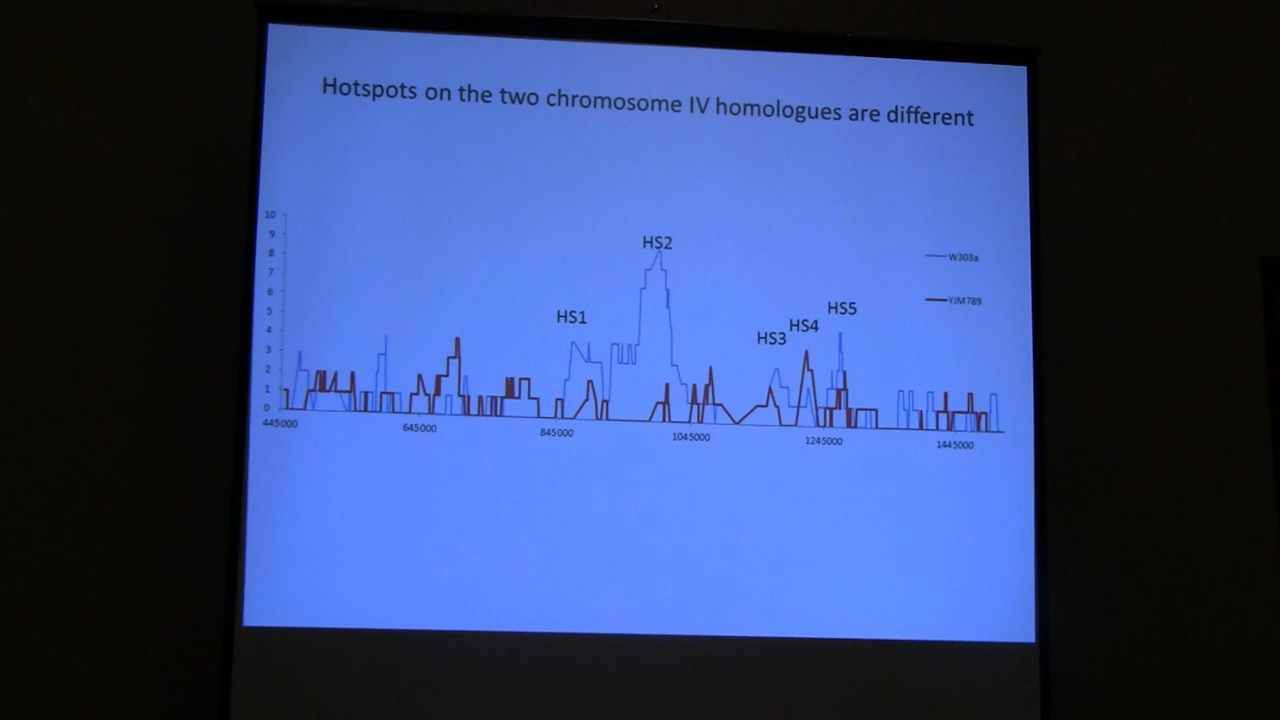 Hotspots on the two chromosome IV homologues are different
10
9
8
7
6
5
4
3
2
1
0
HS1
HS2
HS3
HS4
HS5
W303a
YJM789
445000
645000
845000
1045000
1245000
1445000